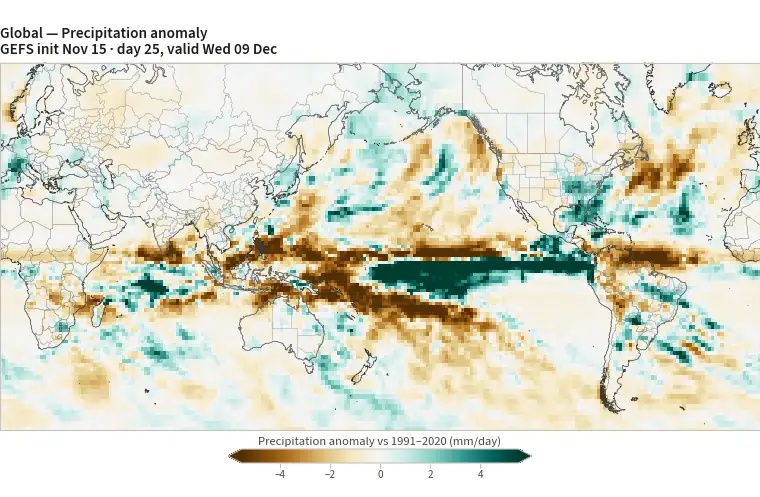 Global — Precipitation anomaly
GEFS init Nov 15 · day 25, valid Wed 09 Dec
Precipitation anomaly vs 1991–2020 (mm/day)
−4 −2 0 2 4